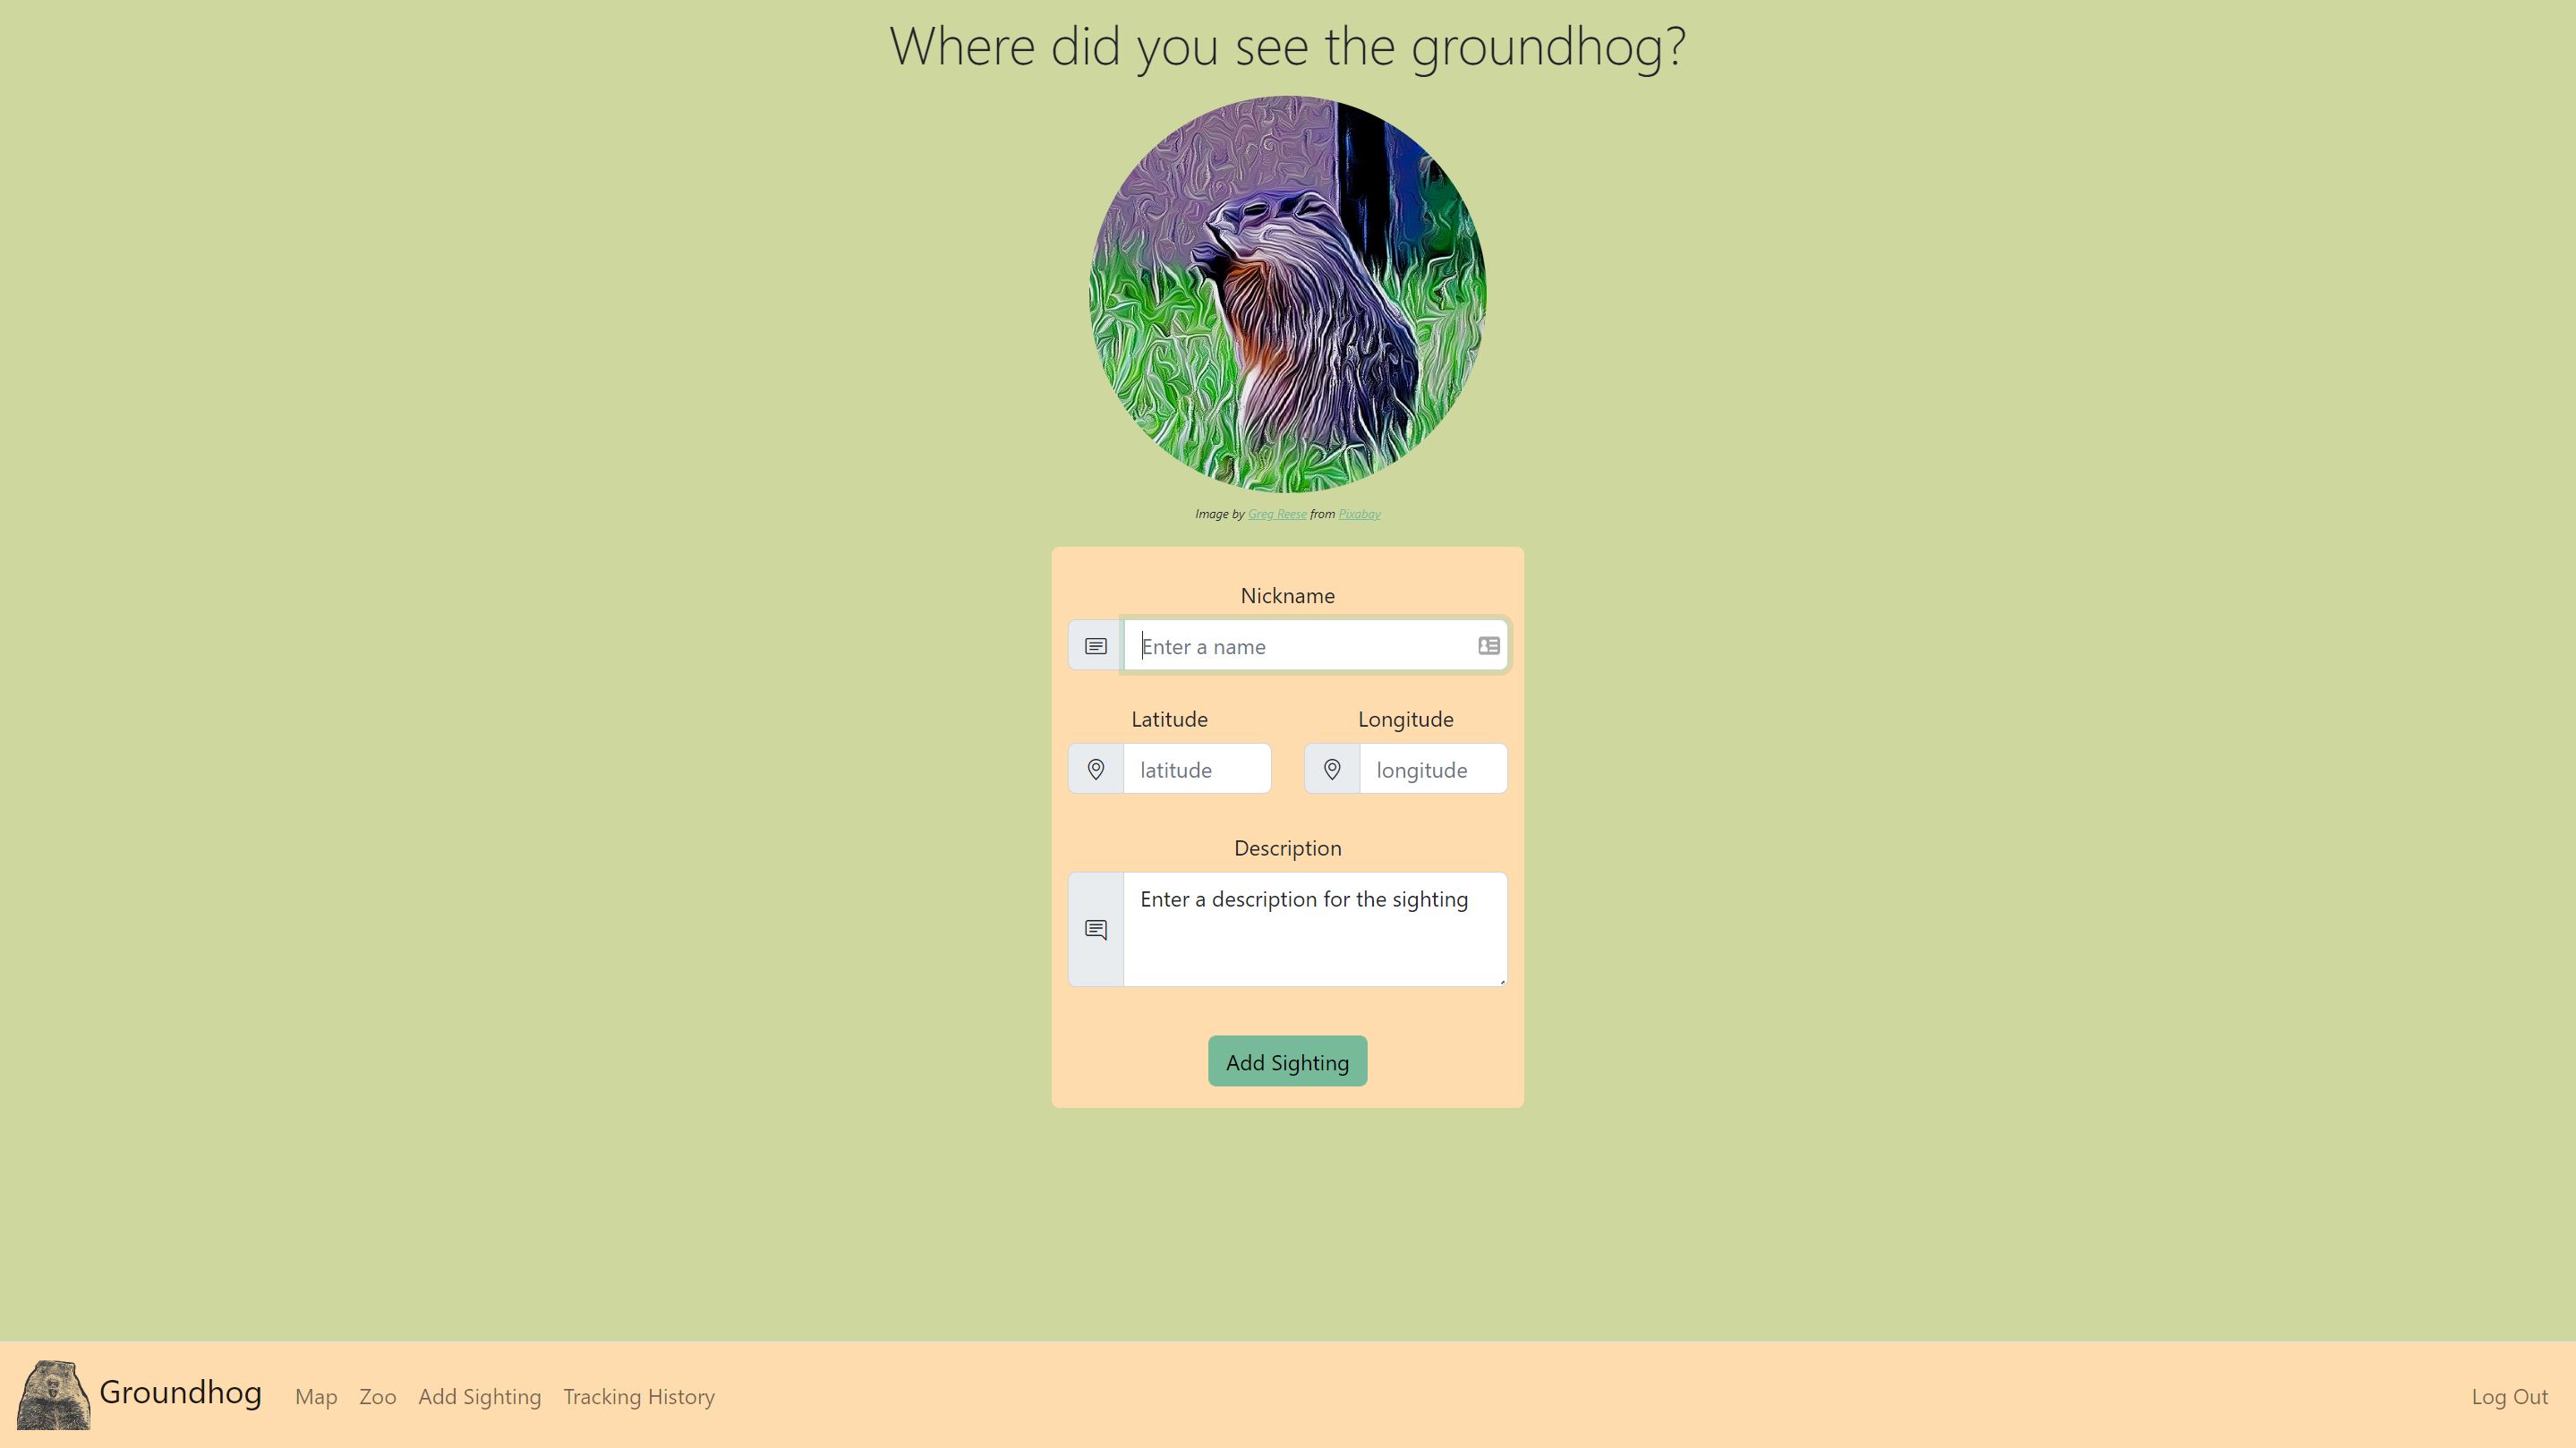 Where did you see the groundhog?
Image by Greg Reese from Pixabay
Nickname
Enter a name
Latitude
Longitude
latitude
longitude
Description
Enter a description for the sighting
Add Sighting
Groundhog Map Zoo Add Sighting Tracking History Log Out